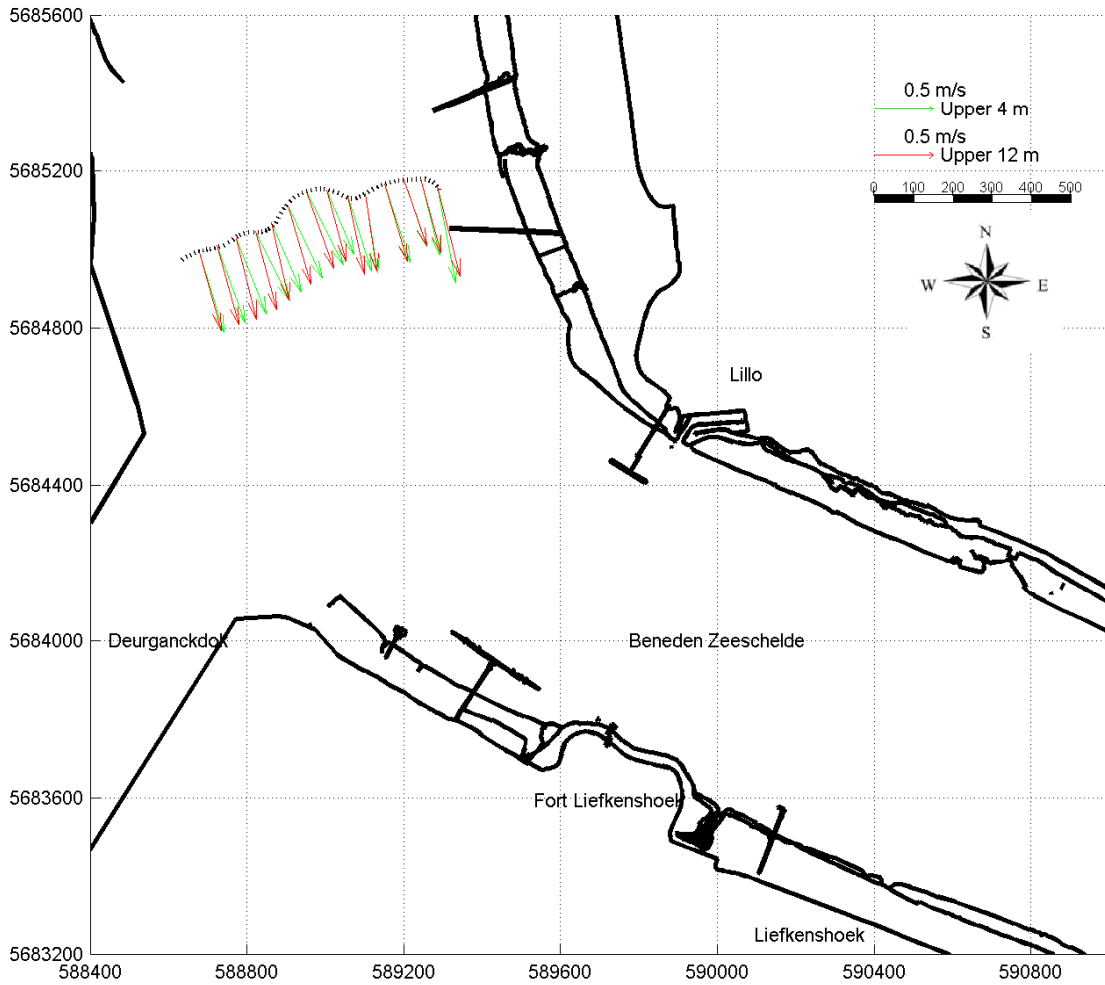 5685600
0.5 m/s
Upper 4 m
0.5 m/s
Upper 12 m
5685200
0 100 200 300 400 500
N
W E
S
5684800
Lillo
5684400
5684000
Deurganckdok
Beneden Zeeschelde
5683600
Fort Liefkenshoek
Liefkenshoek
5683200
588400 588800 589200 589600 590000 590400 590800